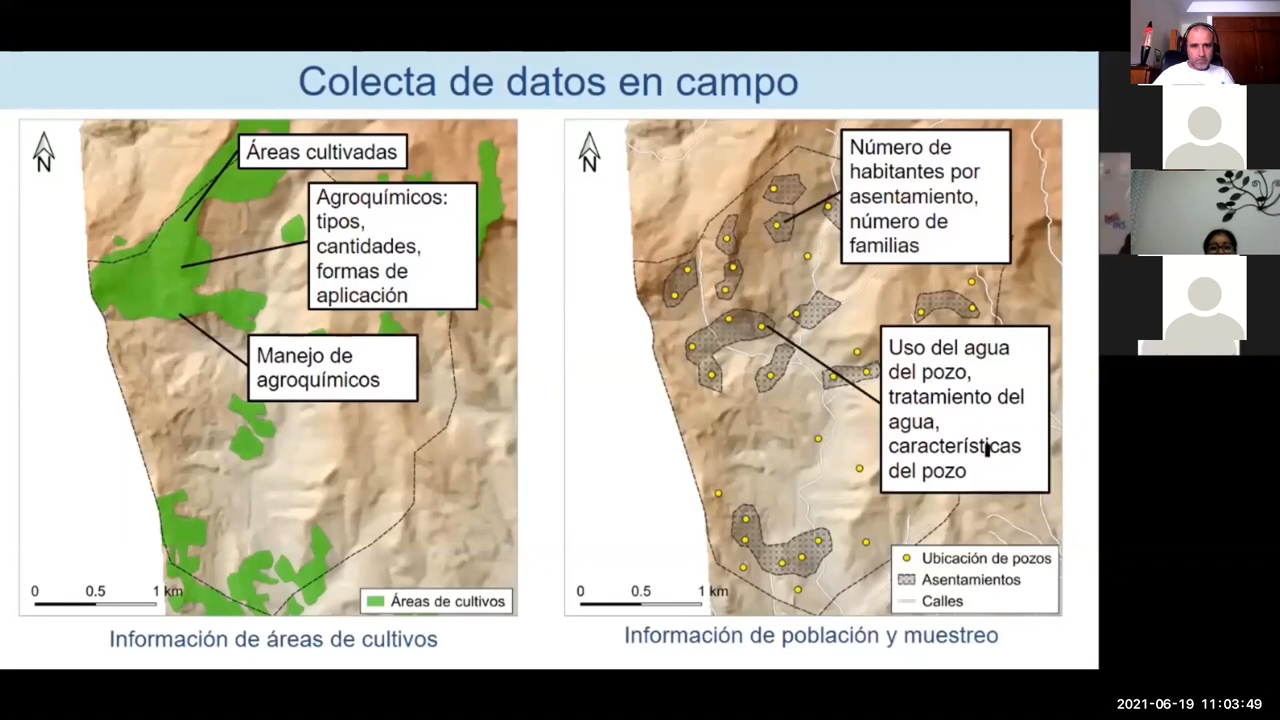 Colecta de datos en campo
N
Áreas cultivadas
Agroquímicos:
tipos,
cantidades,
formas de
aplicación
Manejo de
agroquímicos
0 0.5 1 km
Áreas de cultivos
Información de áreas de cultivos
N
Número de
habitantes por
asentamiento,
número de
familias
Uso del agua
del pozo,
tratamiento del
agua,
características
del pozo
0 0.5 1 km
Ubicación de pozos
Asentamientos
Calles
Información de población y muestreo
2021-06-19 11:03:49